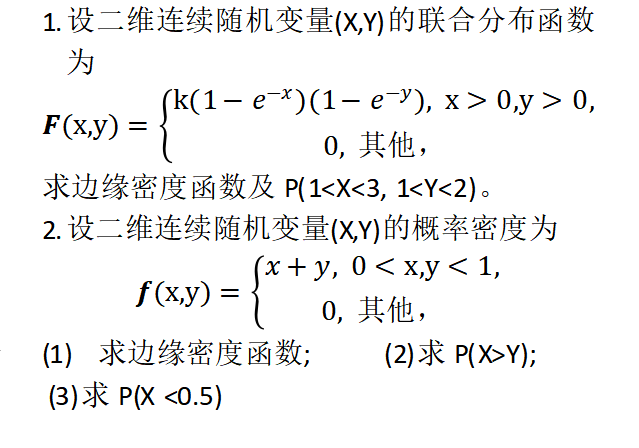 1. 设二维连续随机变量(X,Y)的联合分布函数
为
F(x,y) = {k(1 − e^{−x})(1 − e^{−y}), x > 0,y > 0,
0, 其他，
求边缘密度函数及 P(1<X<3, 1<Y<2)。
2. 设二维连续随机变量(X,Y)的概率密度为
f(x,y) = {x + y, 0 < x,y < 1,
0, 其他，
(1) 求边缘密度函数; (2)求 P(X>Y);
(3)求 P(X <0.5)